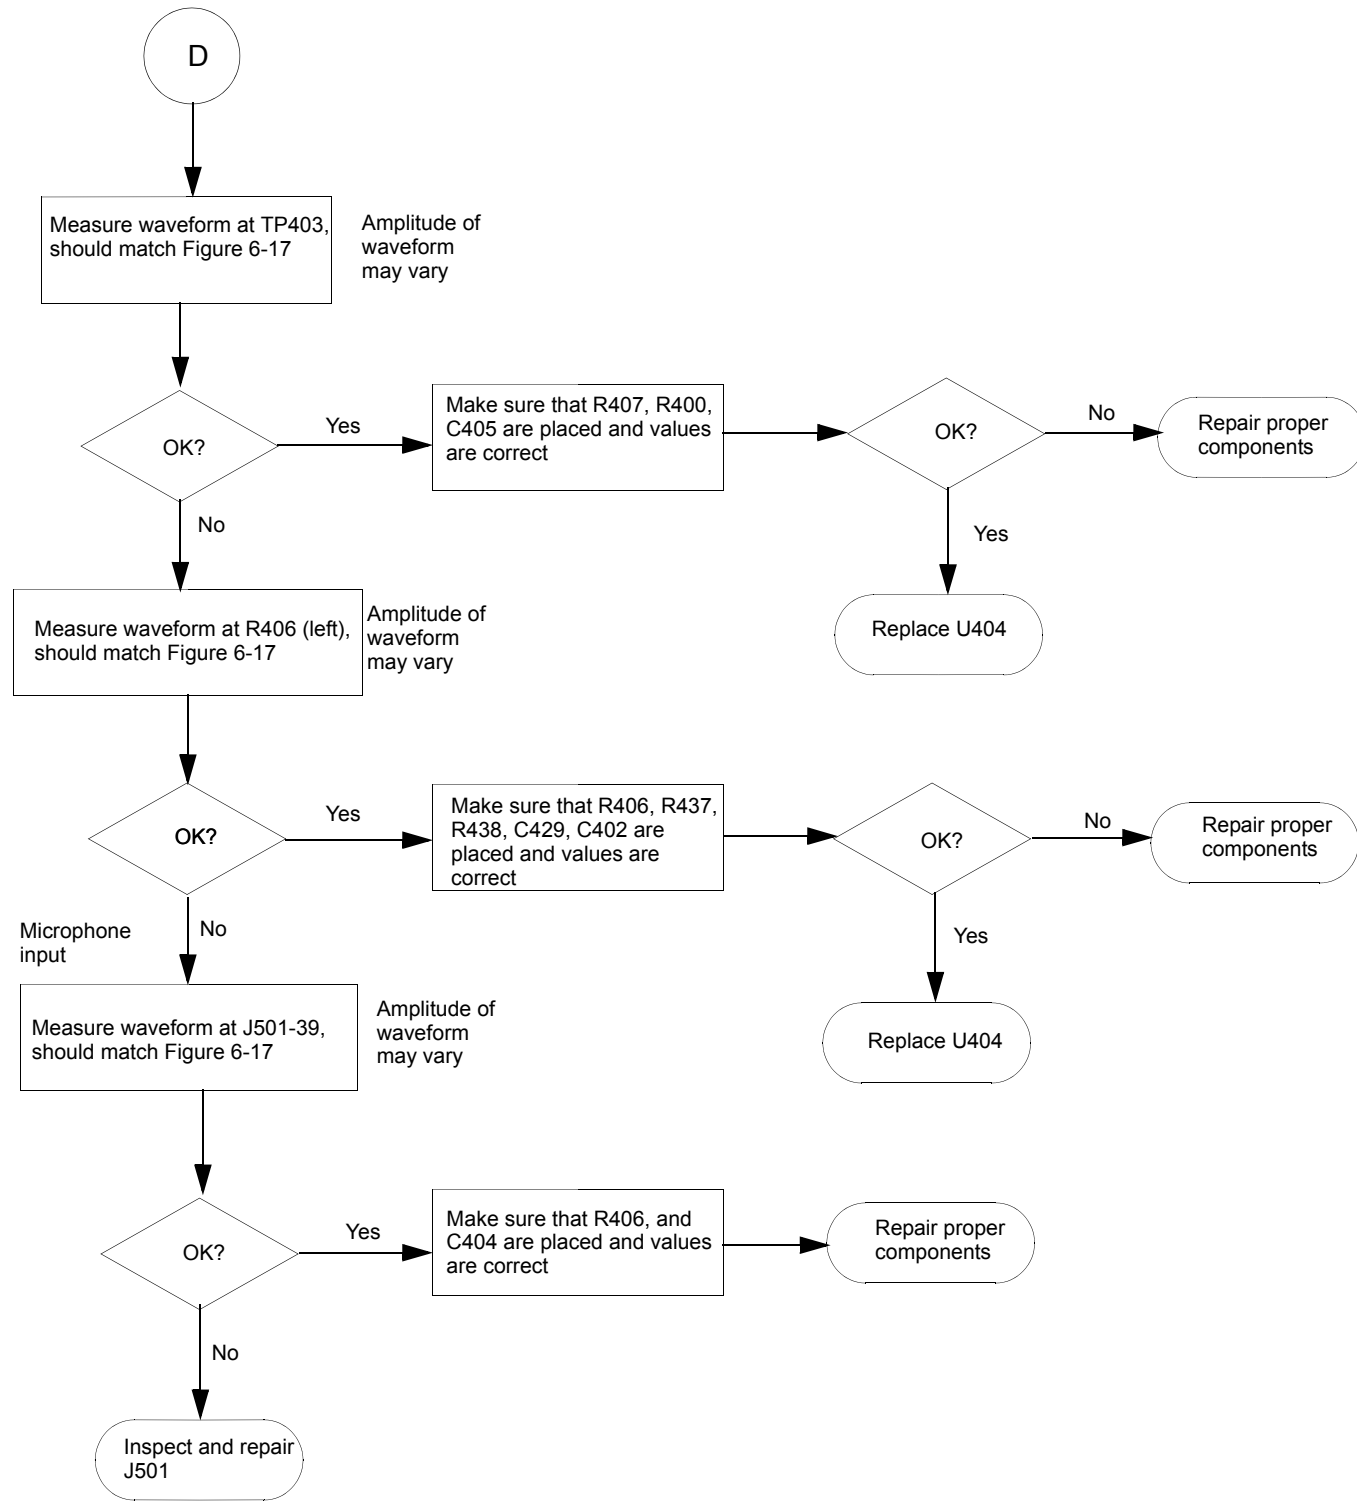 D
Measure waveform at TP403,
should match Figure 6-17
Amplitude of
waveform
may vary
OK?
Yes
Make sure that R407, R400,
C405 are placed and values
are correct
OK?
No
Repair proper
components
No
Yes
Replace U404
Measure waveform at R406 (left),
should match Figure 6-17
Amplitude of
waveform
may vary
OK?
Yes
Make sure that R406, R437,
R438, C429, C402 are
placed and values are
correct
OK?
No
Repair proper
components
Microphone
input
No
Yes
Replace U404
Measure waveform at J501-39,
should match Figure 6-17
Amplitude of
waveform
may vary
OK?
Yes
Make sure that R406, and
C404 are placed and values
are correct
Repair proper
components
No
Inspect and repair
J501